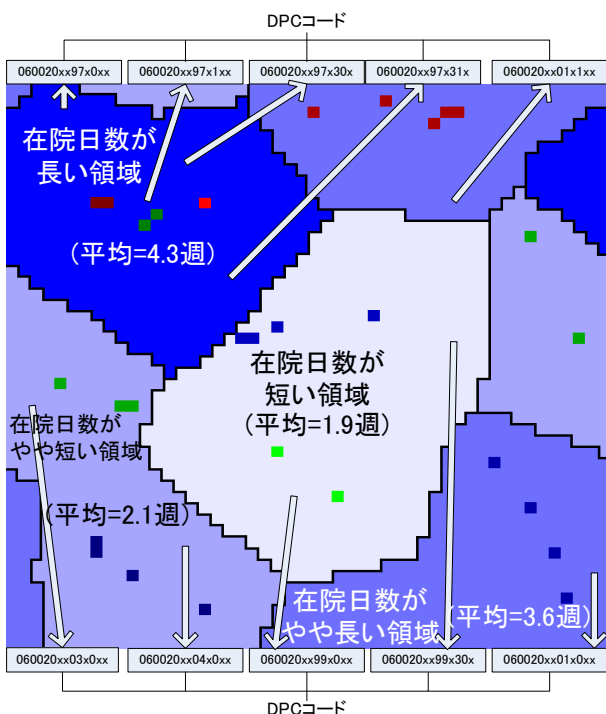 DPCコード
060020xx97x0xx 060020xx97x1xx 060020xx97x30x 060020xx97x31x 060020xx01x1xx
在院日数が
長い領域
(平均=4.3週)
在院日数が
短い領域
(平均=1.9週)
在院日数が
やや短い領域
(平均=2.1週)
在院日数が
やや長い領域
(平均=3.6週)
060020xx03x0xx 060020xx04x0xx 060020xx99x0xx 060020xx99x30x 060020xx01x0xx
DPCコード